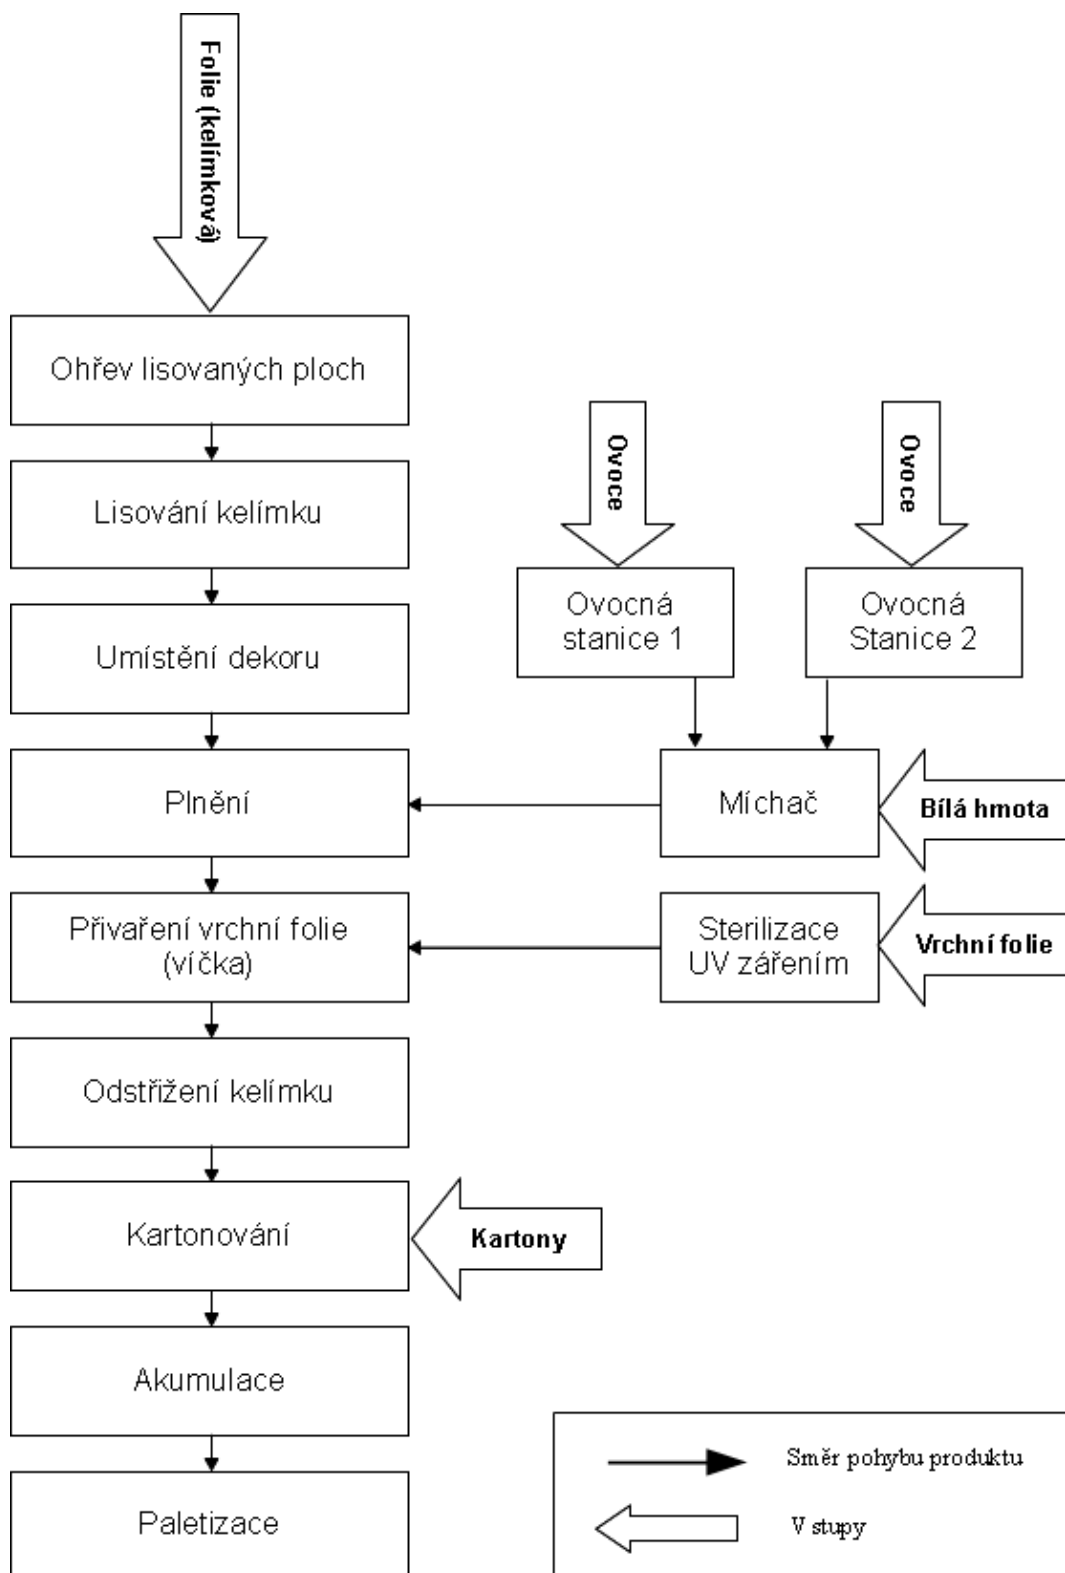 Folie (kelímková)
Ohřev lisovaných ploch
Lisování kelímku
Ovoce
Ovoce
Ovocná
stanice 1
Ovocná
Stanice 2
Umístění dekoru
Plnění
Míchač
Bílá hmota
Přivaření vrchní folie
(víčka)
Sterilizace
UV zářením
Vrchní folie
Odstřižení kelímku
Kartonování
Kartony
Akumulace
Paletizace
Směr pohybu produktu
V stupy